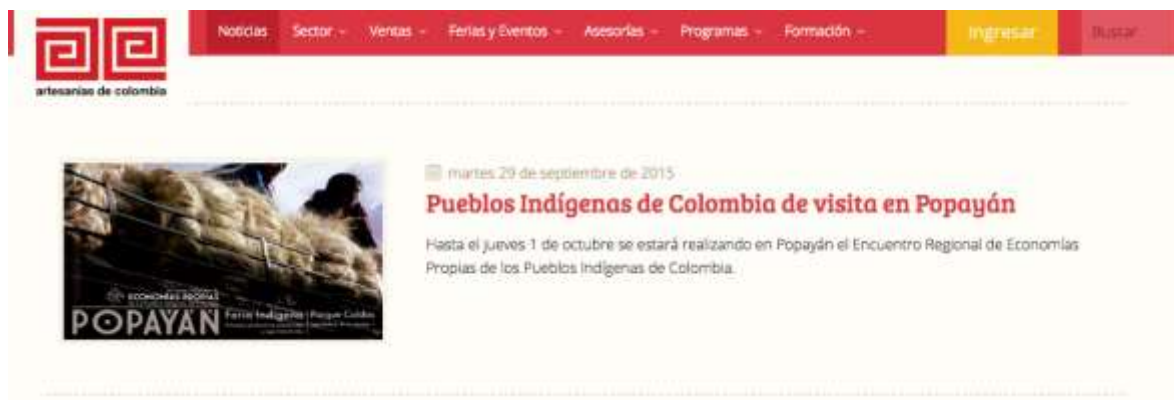 Noticias Sector Ventas Ferias y Eventos Asesorías Programas Formación Ingresar Buscar
artesanías de colombia
martes 29 de septiembre de 2015
Pueblos Indígenas de Colombia de visita en Popayán
Hasta el jueves 1 de octubre se estará realizando en Popayán el Encuentro Regional de Economías
Propias de los Pueblos Indígenas de Colombia.
ECONOMÍAS PROPIAS
POPAYÁN Feria Indígena Parque Caldas